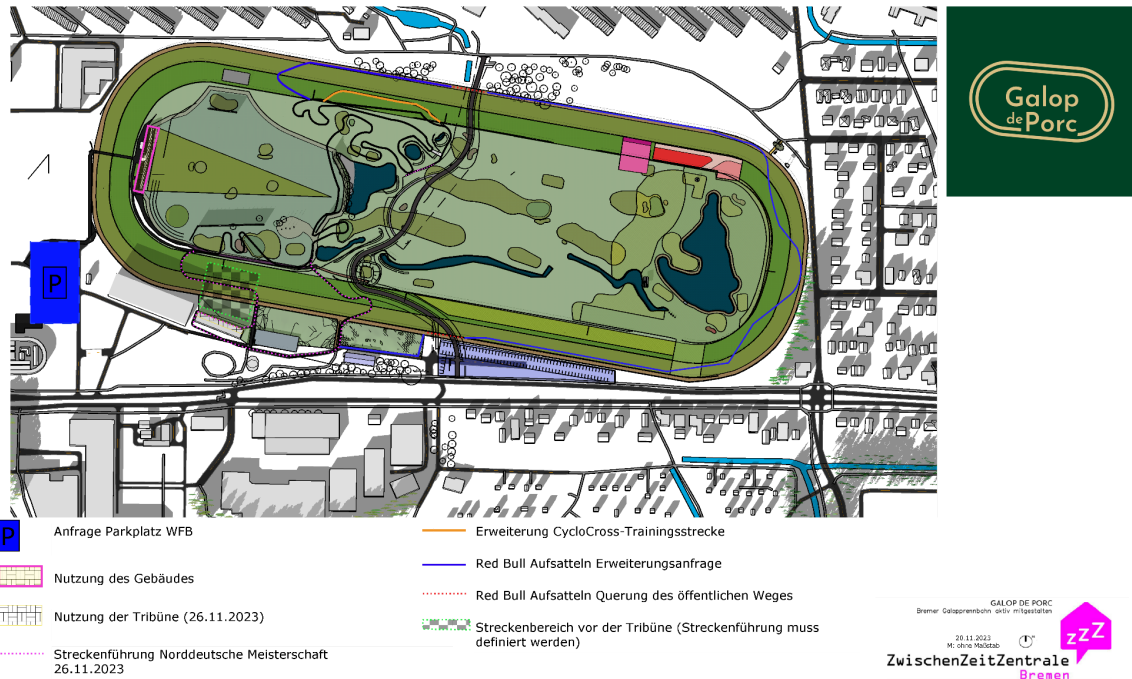 Galop
de Porc
P
P
Anfrage Parkplatz WFB
Nutzung des Gebäudes
Nutzung der Tribüne (26.11.2023)
Streckenführung Norddeutsche Meisterschaft
26.11.2023
Erweiterung CycloCross-Trainingsstrecke
Red Bull Aufsatteln Erweiterungsanfrage
Red Bull Aufsatteln Querung des öffentlichen Weges
Streckenbereich vor der Tribüne (Streckenführung muss
definiert werden)
GALOP DE PORC
Bremer Galopprennbahn aktiv mitgestalten
20.11.2023
M: ohne Maßstab
zzZ
ZwischenZeitZentrale
Bremen